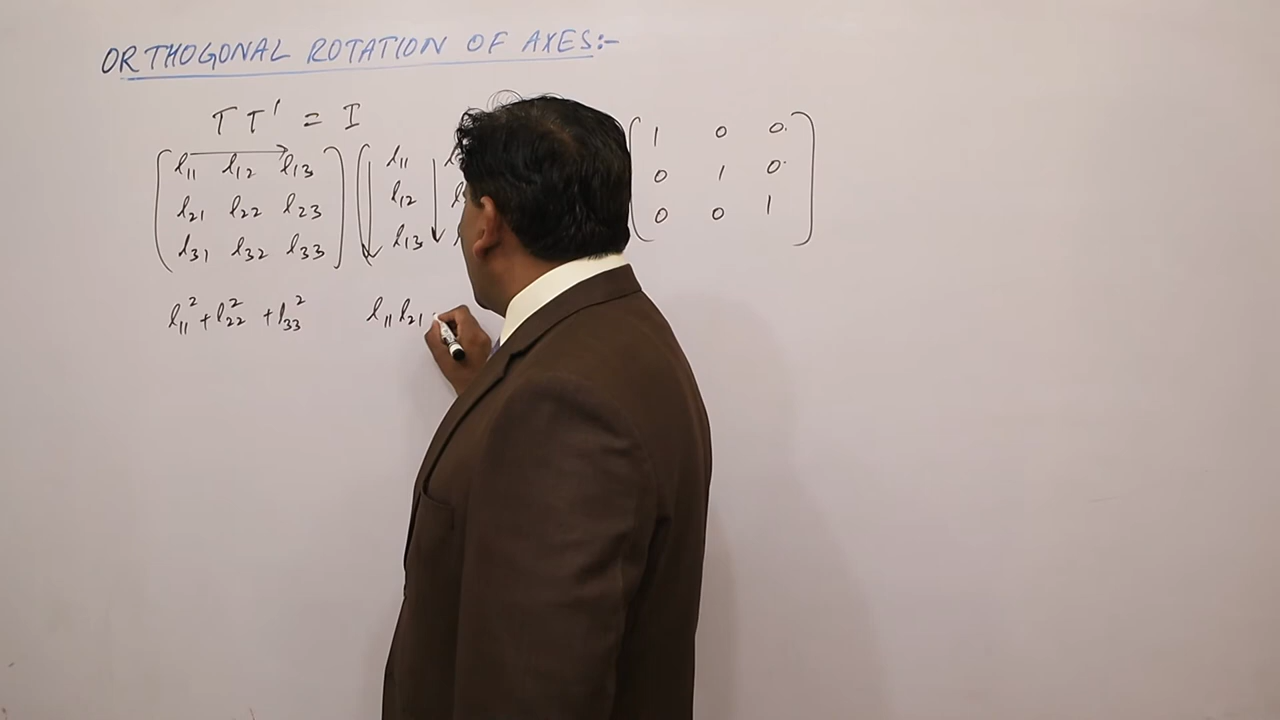 ORTHOGONAL ROTATION OF AXES:-
T T' = I
( l₁₁ l₁₂ l₁₃ ) ( l₁₁ ( 1 0 0. )
l₂₁ l₂₂ l₂₃ l₁₂ 0 1 0.
l₃₁ l₃₂ l₃₃ l₁₃ 0 0 1
l₁₁² + l₂₂² + l₃₃² l₁₁ l₂₁